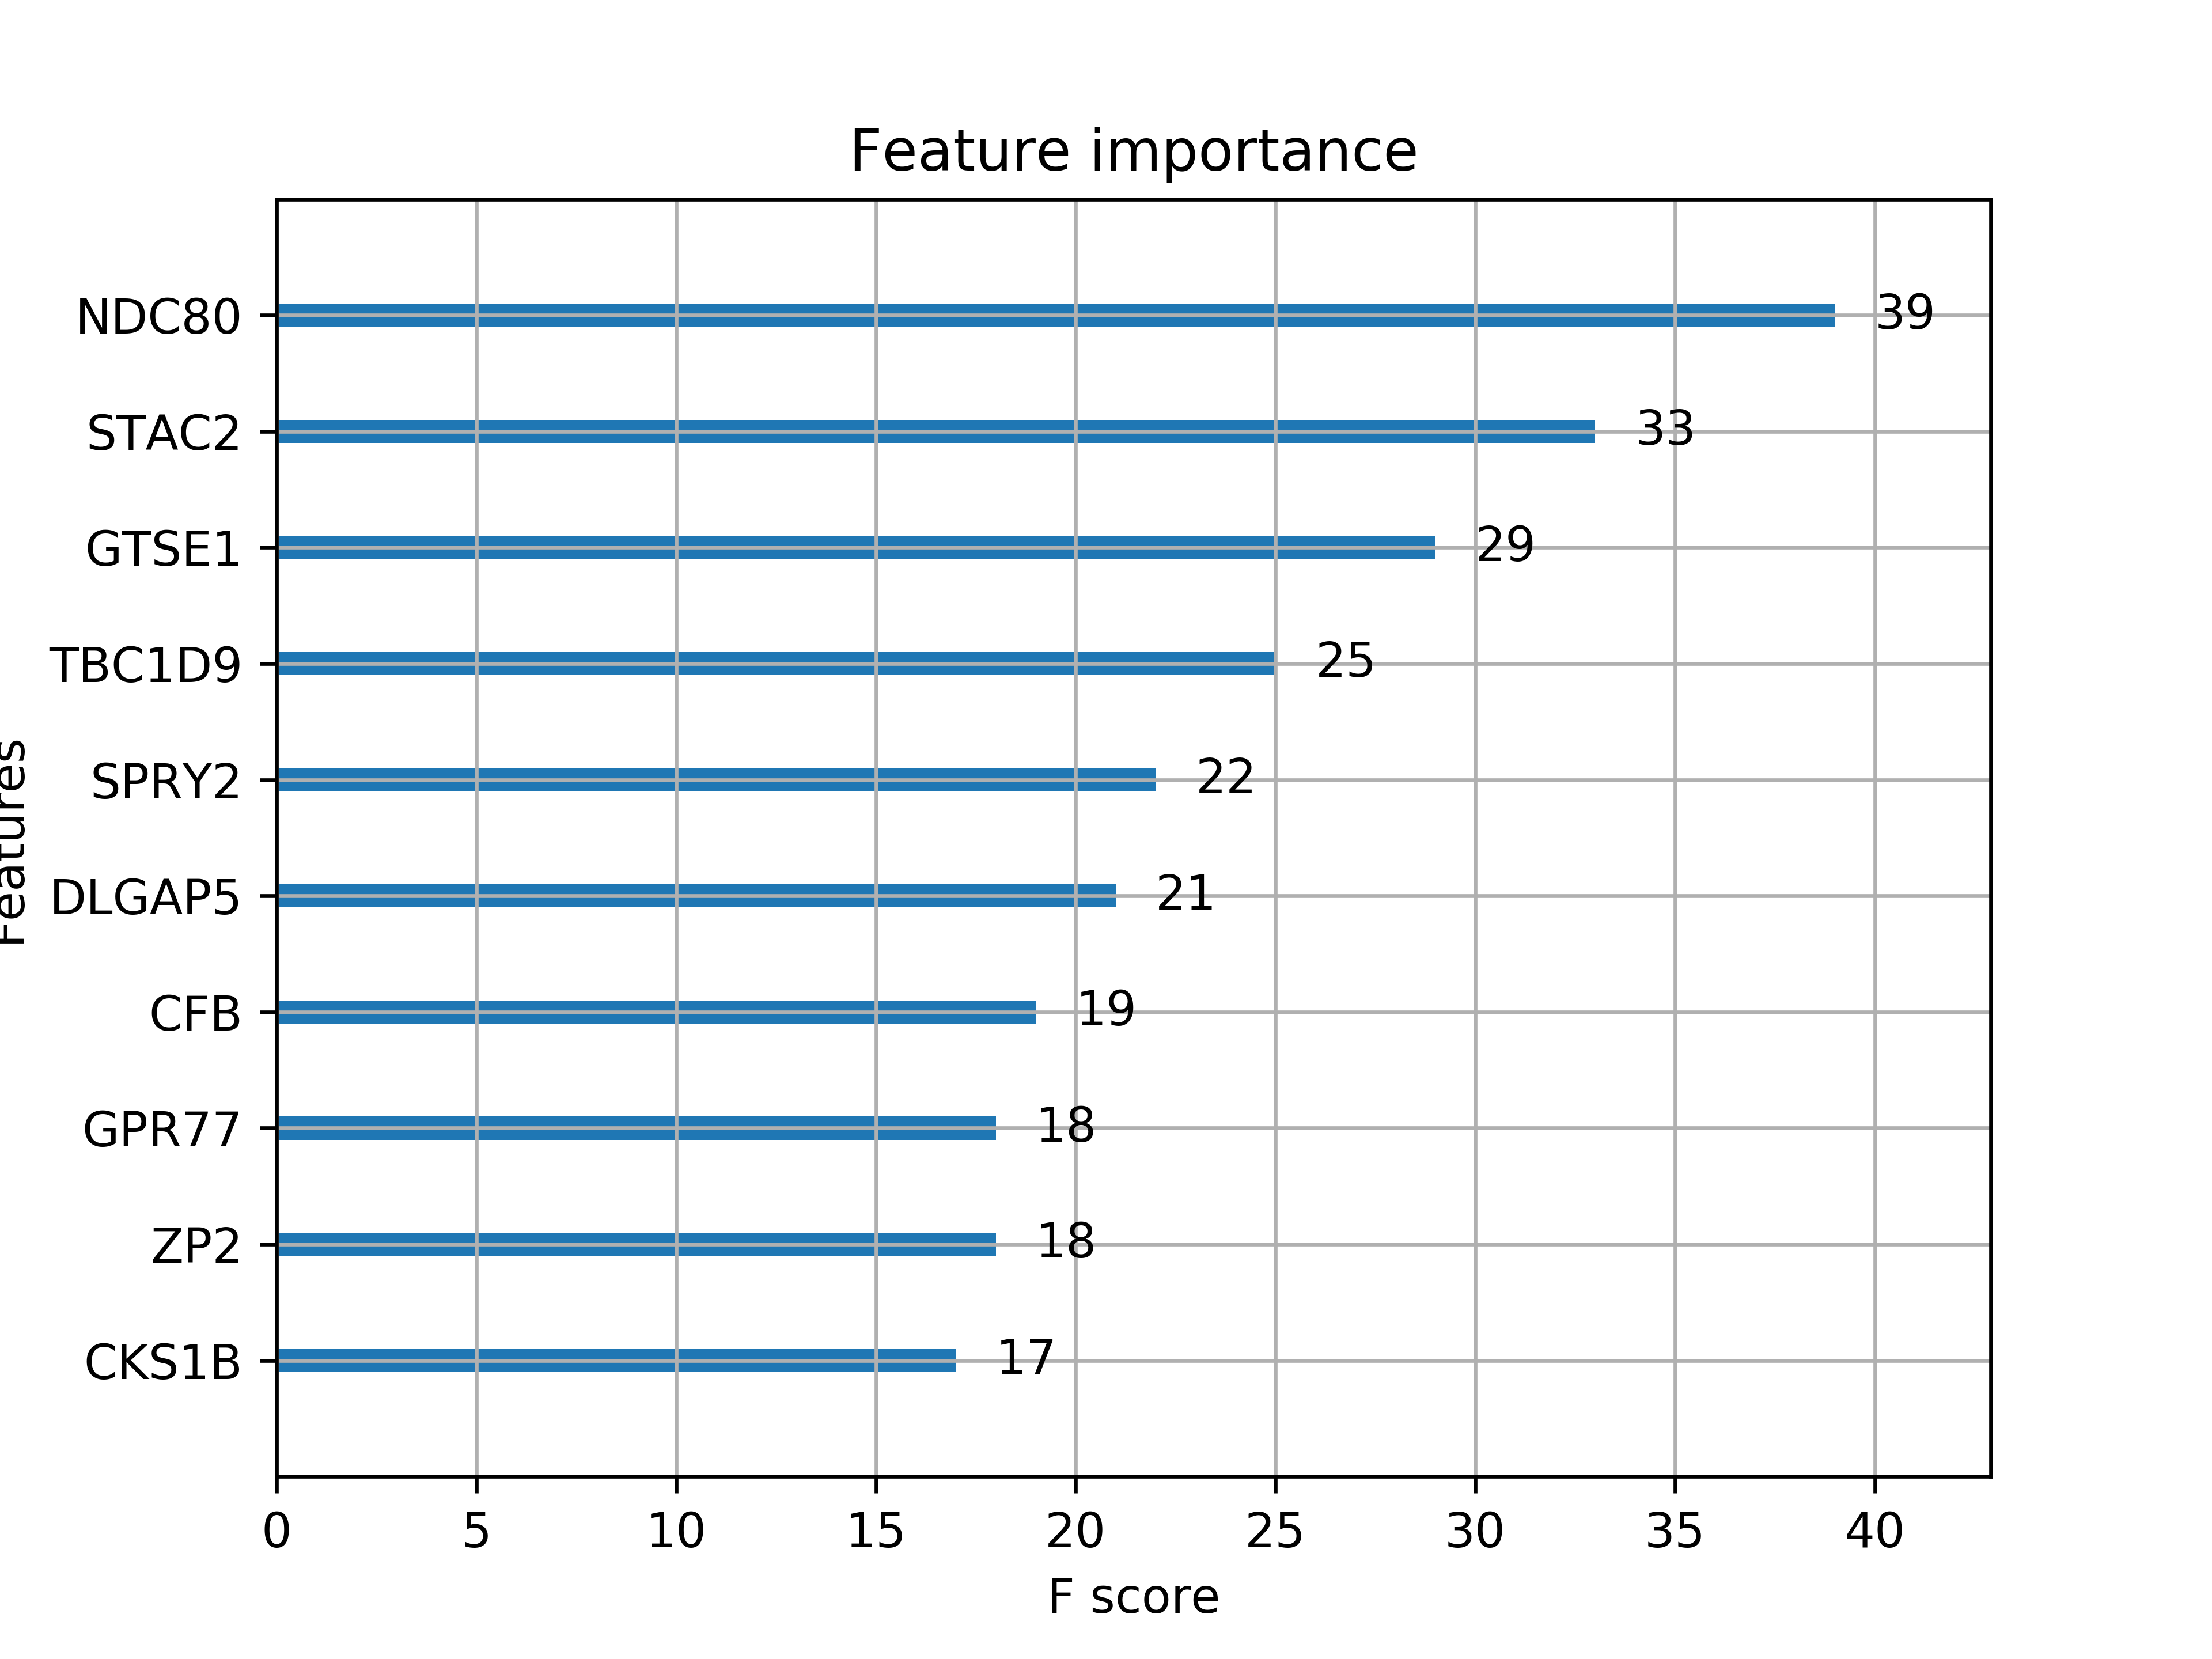 Feature importance
NDC80 39
STAC2 33
GTSE1 29
TBC1D9 25
SPRY2 22
DLGAP5 21
CFB 19
GPR77 18
ZP2 18
CKS1B 17
Features
0 5 10 15 20 25 30 35 40
F score